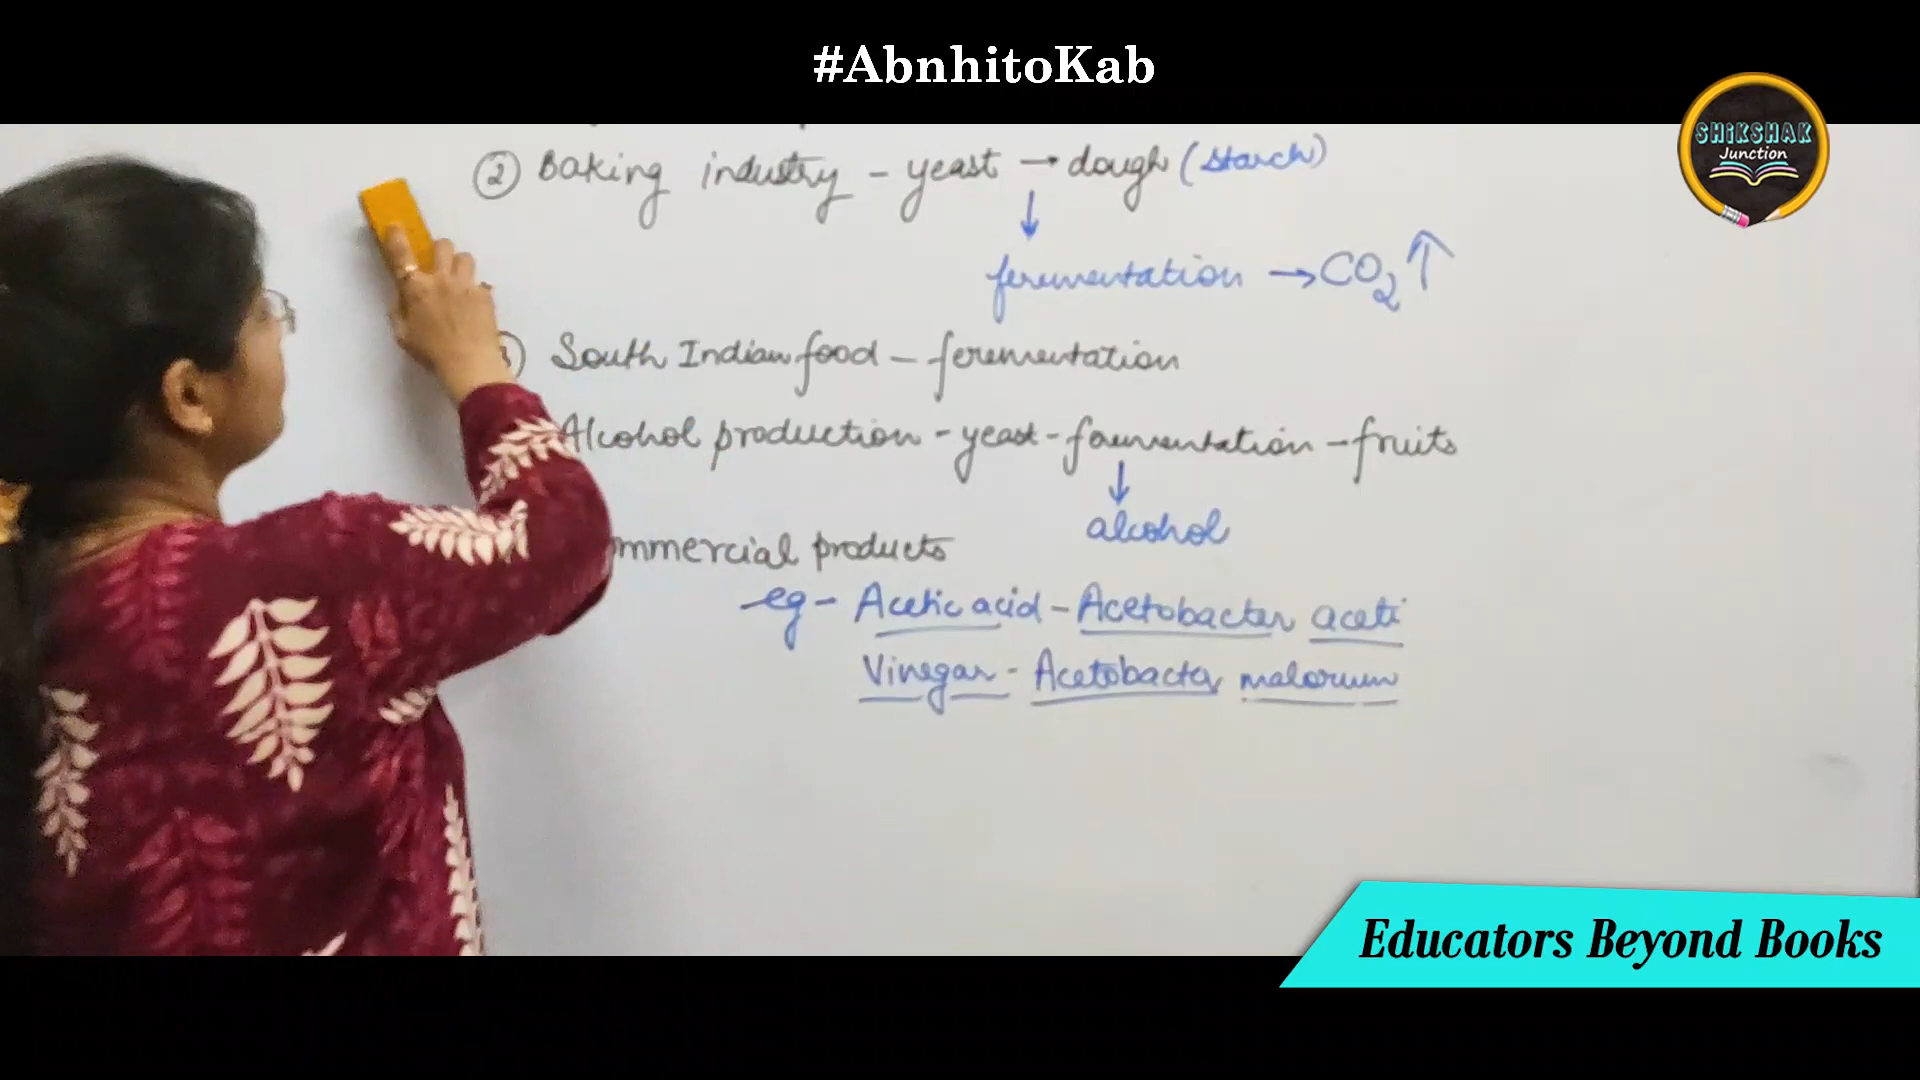 #AbnhitoKab
SHIKSHAK
Junction
② Baking industry - yeast → dough (starch)
↓
fermentation → CO₂ ↑
South Indian food - fermentation
Alcohol production - yeast - fermentation - fruits
↓
alcohol
mmercial products
eg - Acetic acid - Acetobacter aceti
Vinegar - Acetobacter malorum
Educators Beyond Books